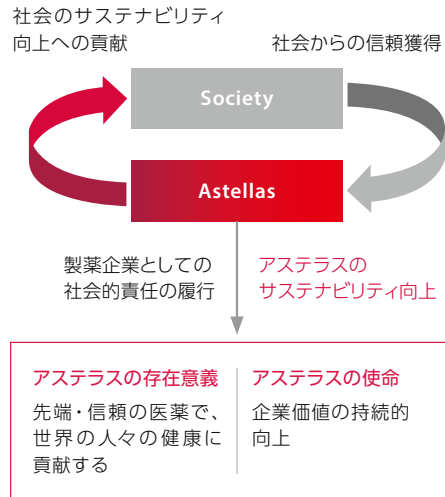 社会のサステナビリティ
向上への貢献
社会からの信頼獲得
Society
Astellas
製薬企業としての
社会的責任の履行
アステラスの
サステナビリティ向上
アステラスの存在意義
先端・信頼の医薬で、
世界の人々の健康に
貢献する
アステラスの使命
企業価値の持続的
向上